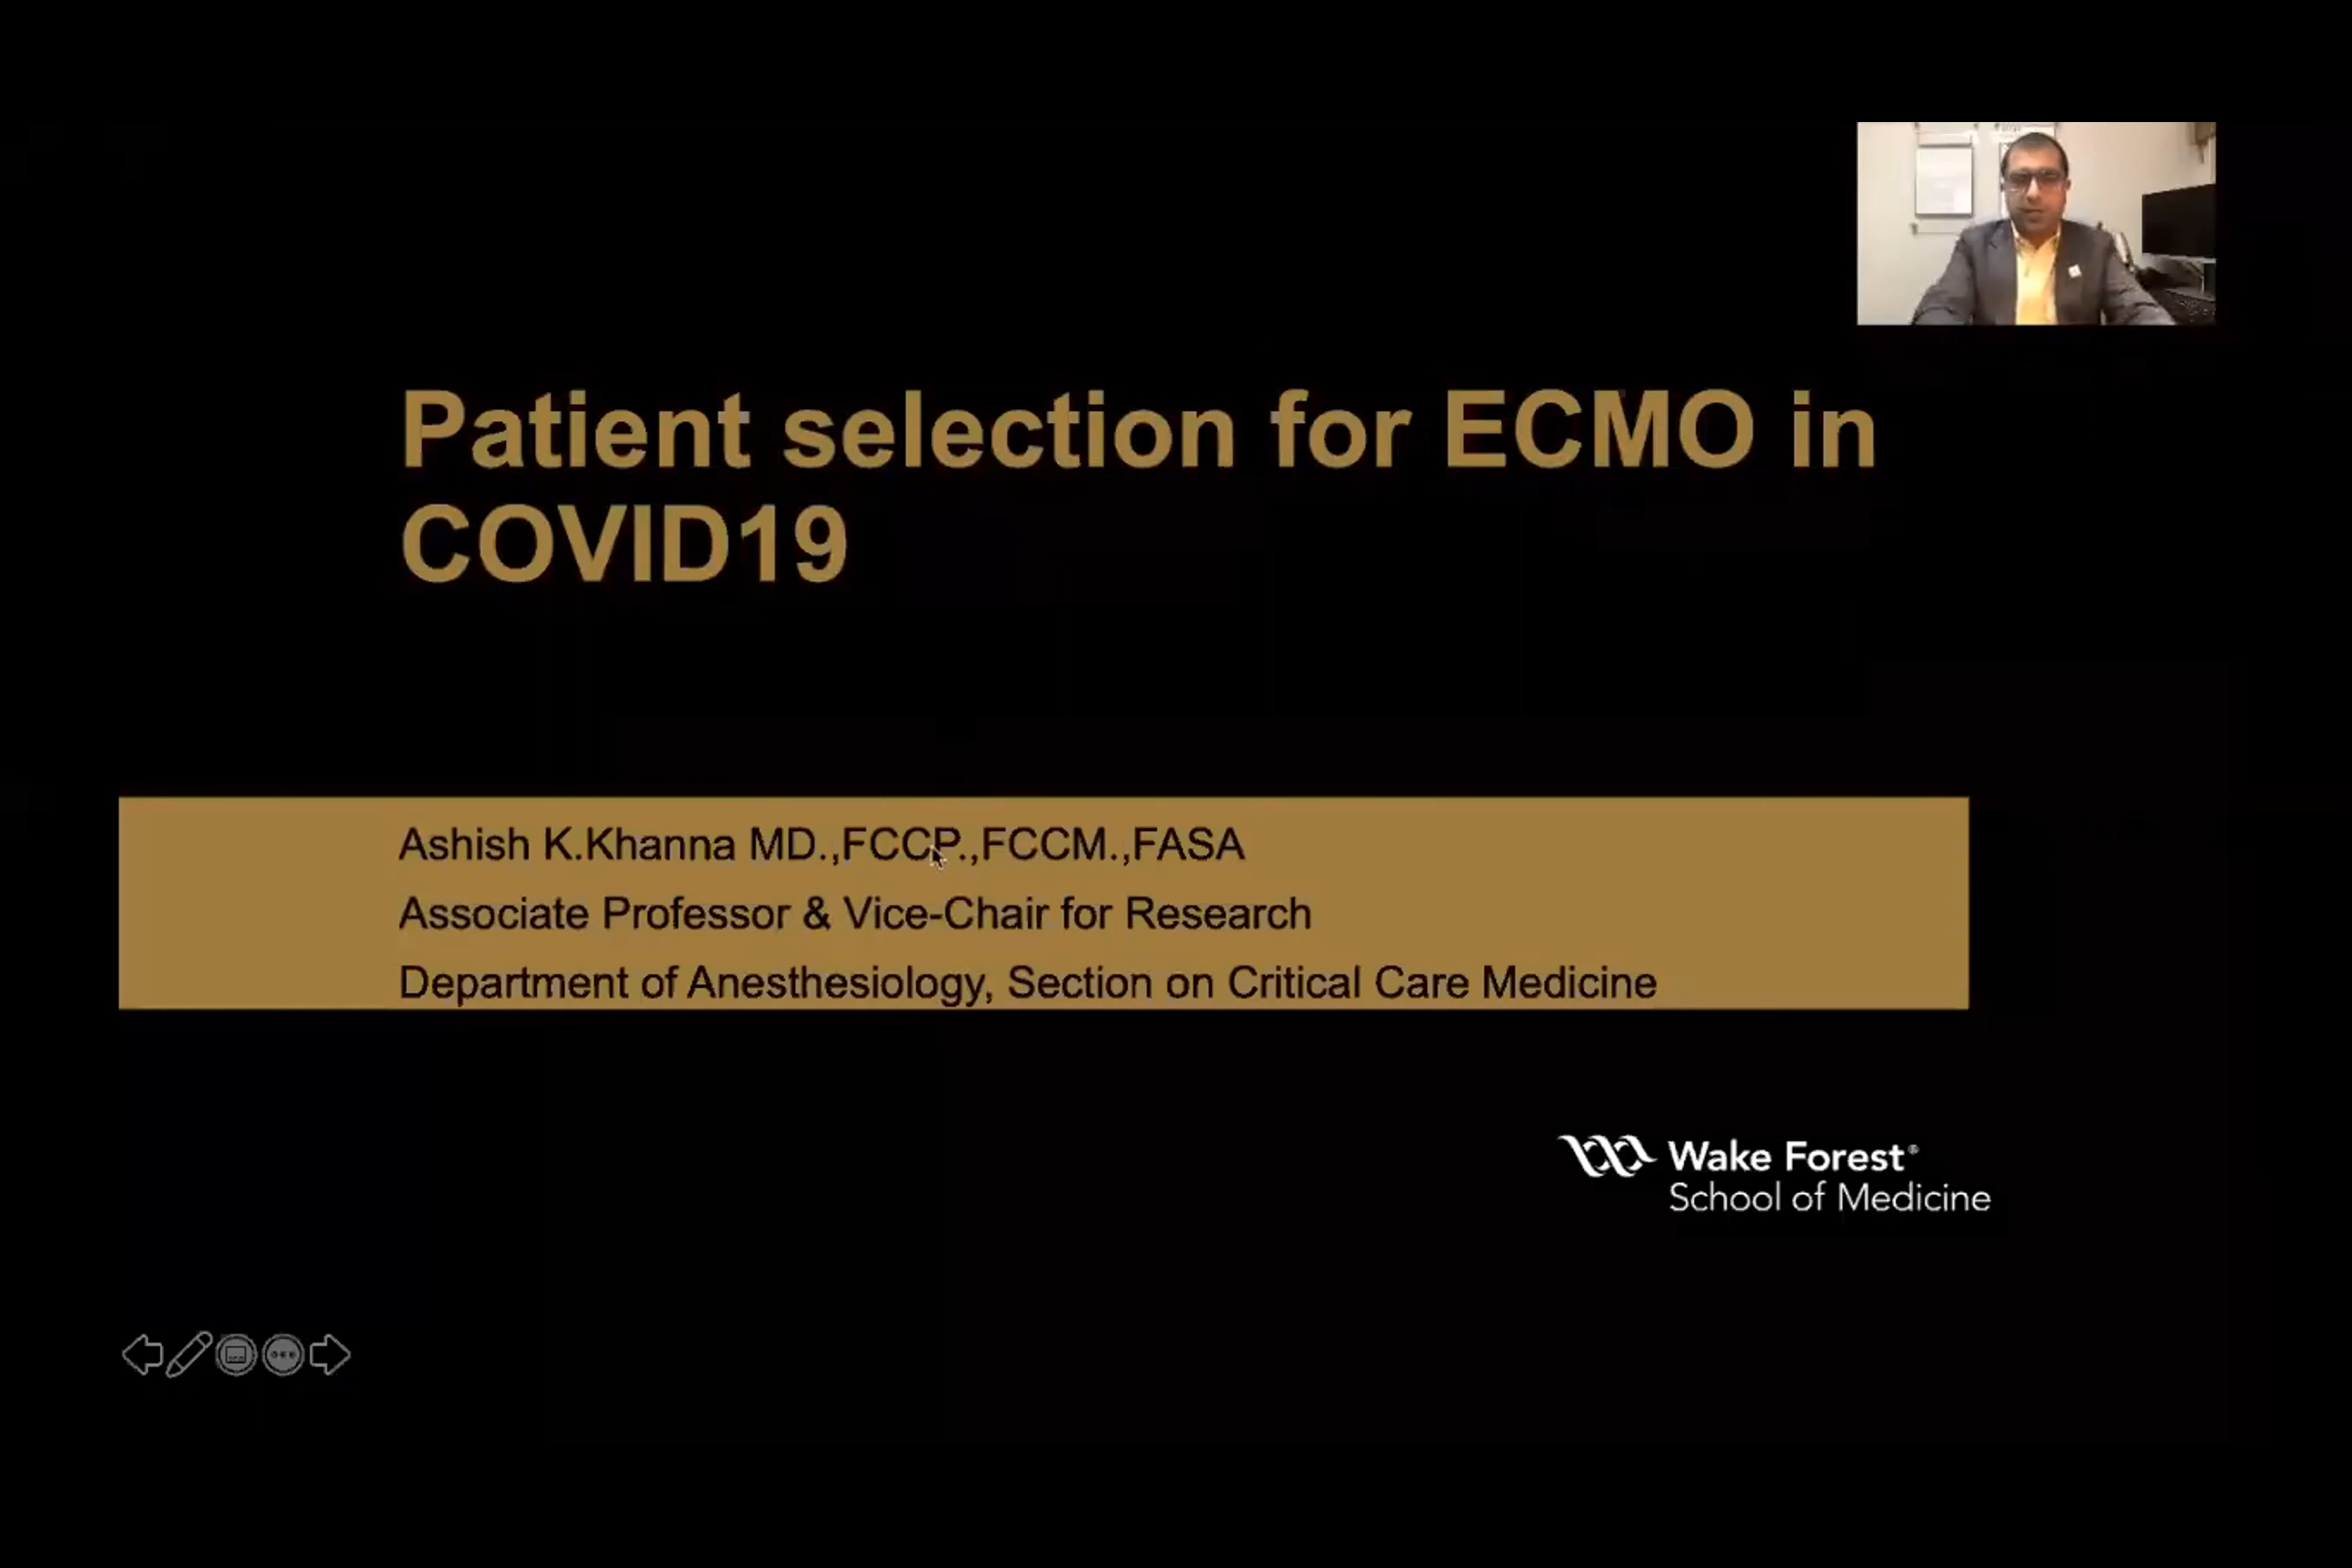 Patient selection for ECMO in
COVID19
Ashish K.Khanna MD.,FCCP.,FCCM.,FASA
Associate Professor & Vice-Chair for Research
Department of Anesthesiology, Section on Critical Care Medicine
Wake Forest®
School of Medicine